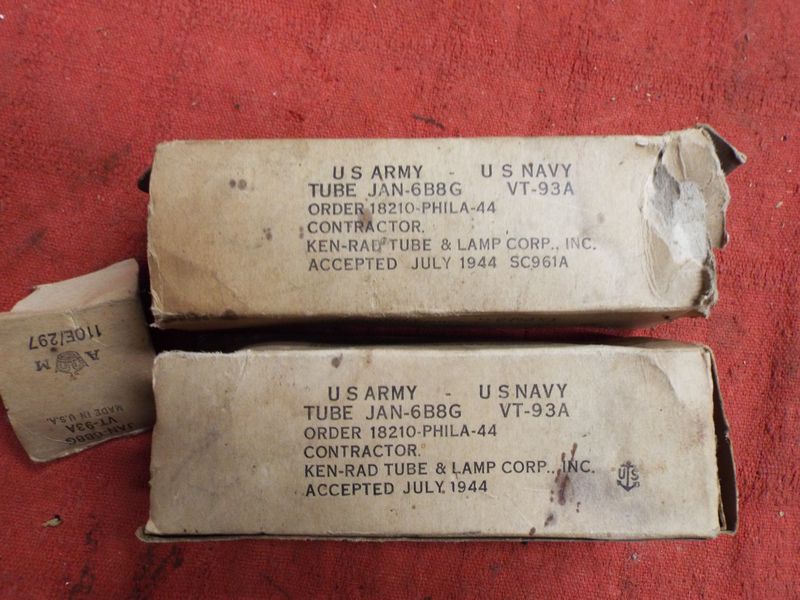 U S ARMY - U S NAVY
TUBE JAN-6B8G VT-93A
ORDER 18210-PHILA-44
CONTRACTOR.
KEN-RAD TUBE & LAMP CORP., INC.
ACCEPTED JULY 1944 SC961A
110E/297
A M
MADE IN U.S.A.
VT-93A
JAN-6B8G
U S ARMY - U S NAVY
TUBE JAN-6B8G VT-93A
ORDER 18210-PHILA-44
CONTRACTOR.
KEN-RAD TUBE & LAMP CORP., INC.
ACCEPTED JULY 1944
US